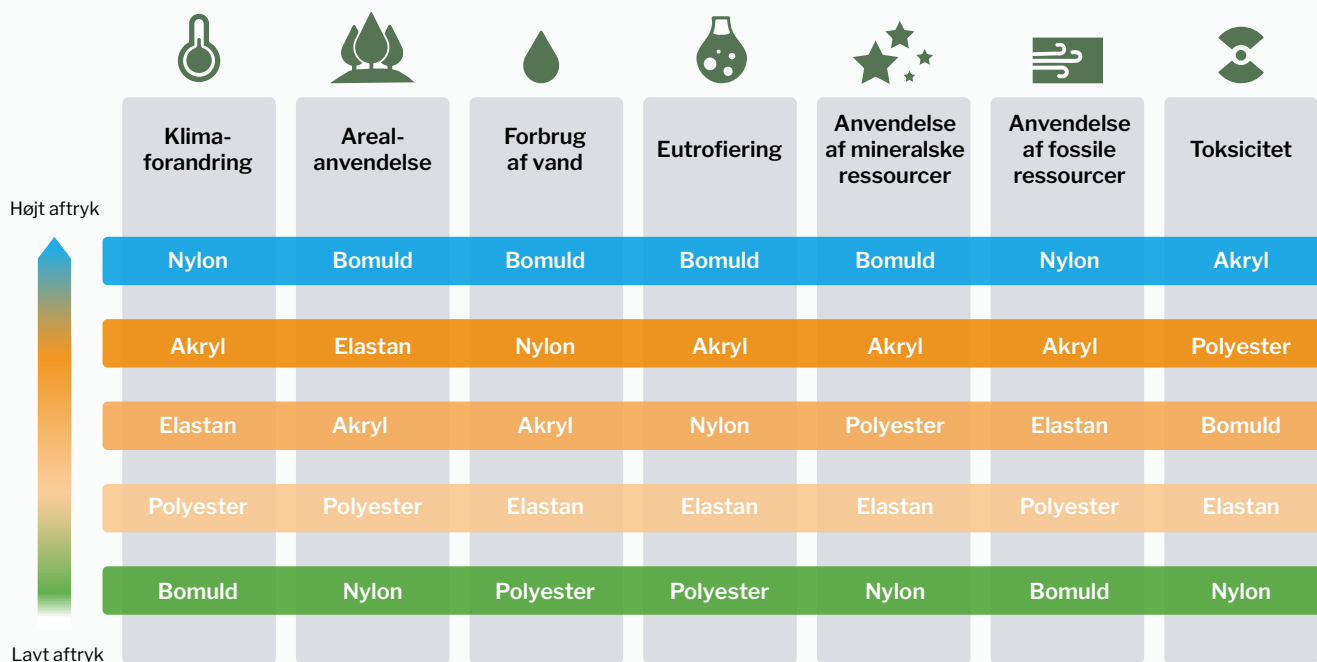 Klima-
forandring
Areal-
anvendelse
Forbrug
af vand
Eutrofiering
Anvendelse
af mineralske
ressourcer
Anvendelse
af fossile
ressourcer
Toksicitet
Højt aftryk
Nylon Bomuld Bomuld Bomuld Bomuld Nylon Akryl
Akryl Elastan Nylon Akryl Akryl Akryl Polyester
Elastan Akryl Akryl Nylon Polyester Elastan Bomuld
Polyester Polyester Elastan Elastan Elastan Polyester Elastan
Bomuld Nylon Polyester Polyester Nylon Bomuld Nylon
Lavt aftryk